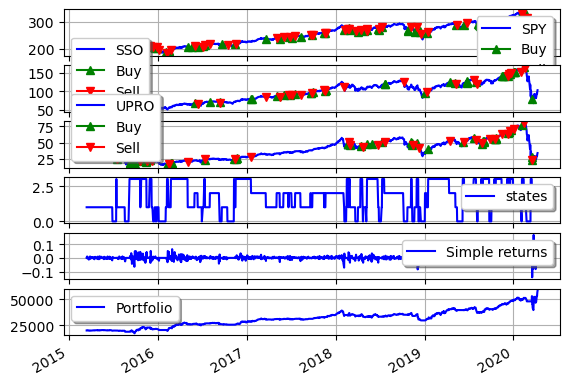 300
200
SPY
Buy
SSO
Buy
Sell
150
100
50
UPRO
Buy
Sell
75
50
25
2.5
0.0
states
0.1
0.0
−0.1
Simple returns
50000
25000
Portfolio
2015 2016 2017 2018 2019 2020